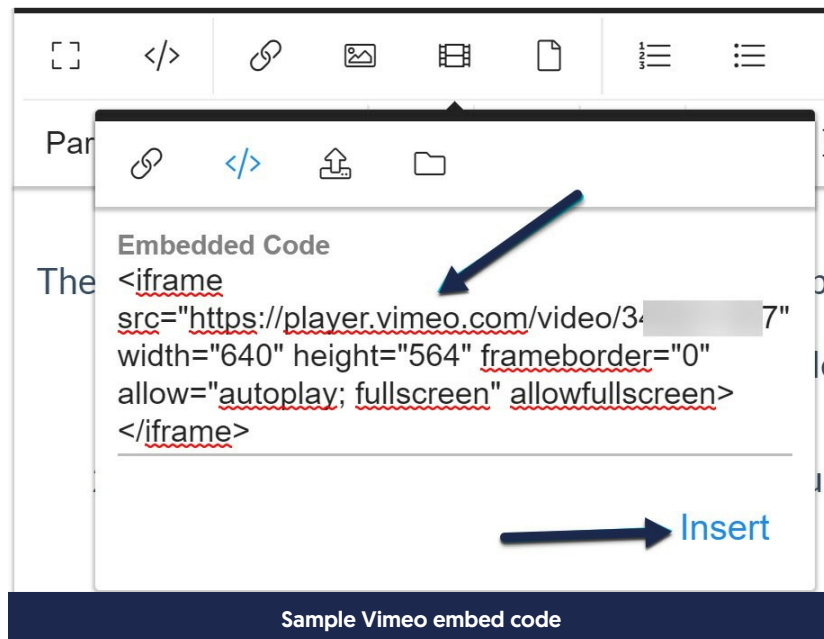 Par
Embedded Code
The
<iframe
src="https://player.vimeo.com/video/34 7"
width="640" height="564" frameborder="0"
allow="autoplay; fullscreen" allowfullscreen>
</iframe>
Insert
Sample Vimeo embed code